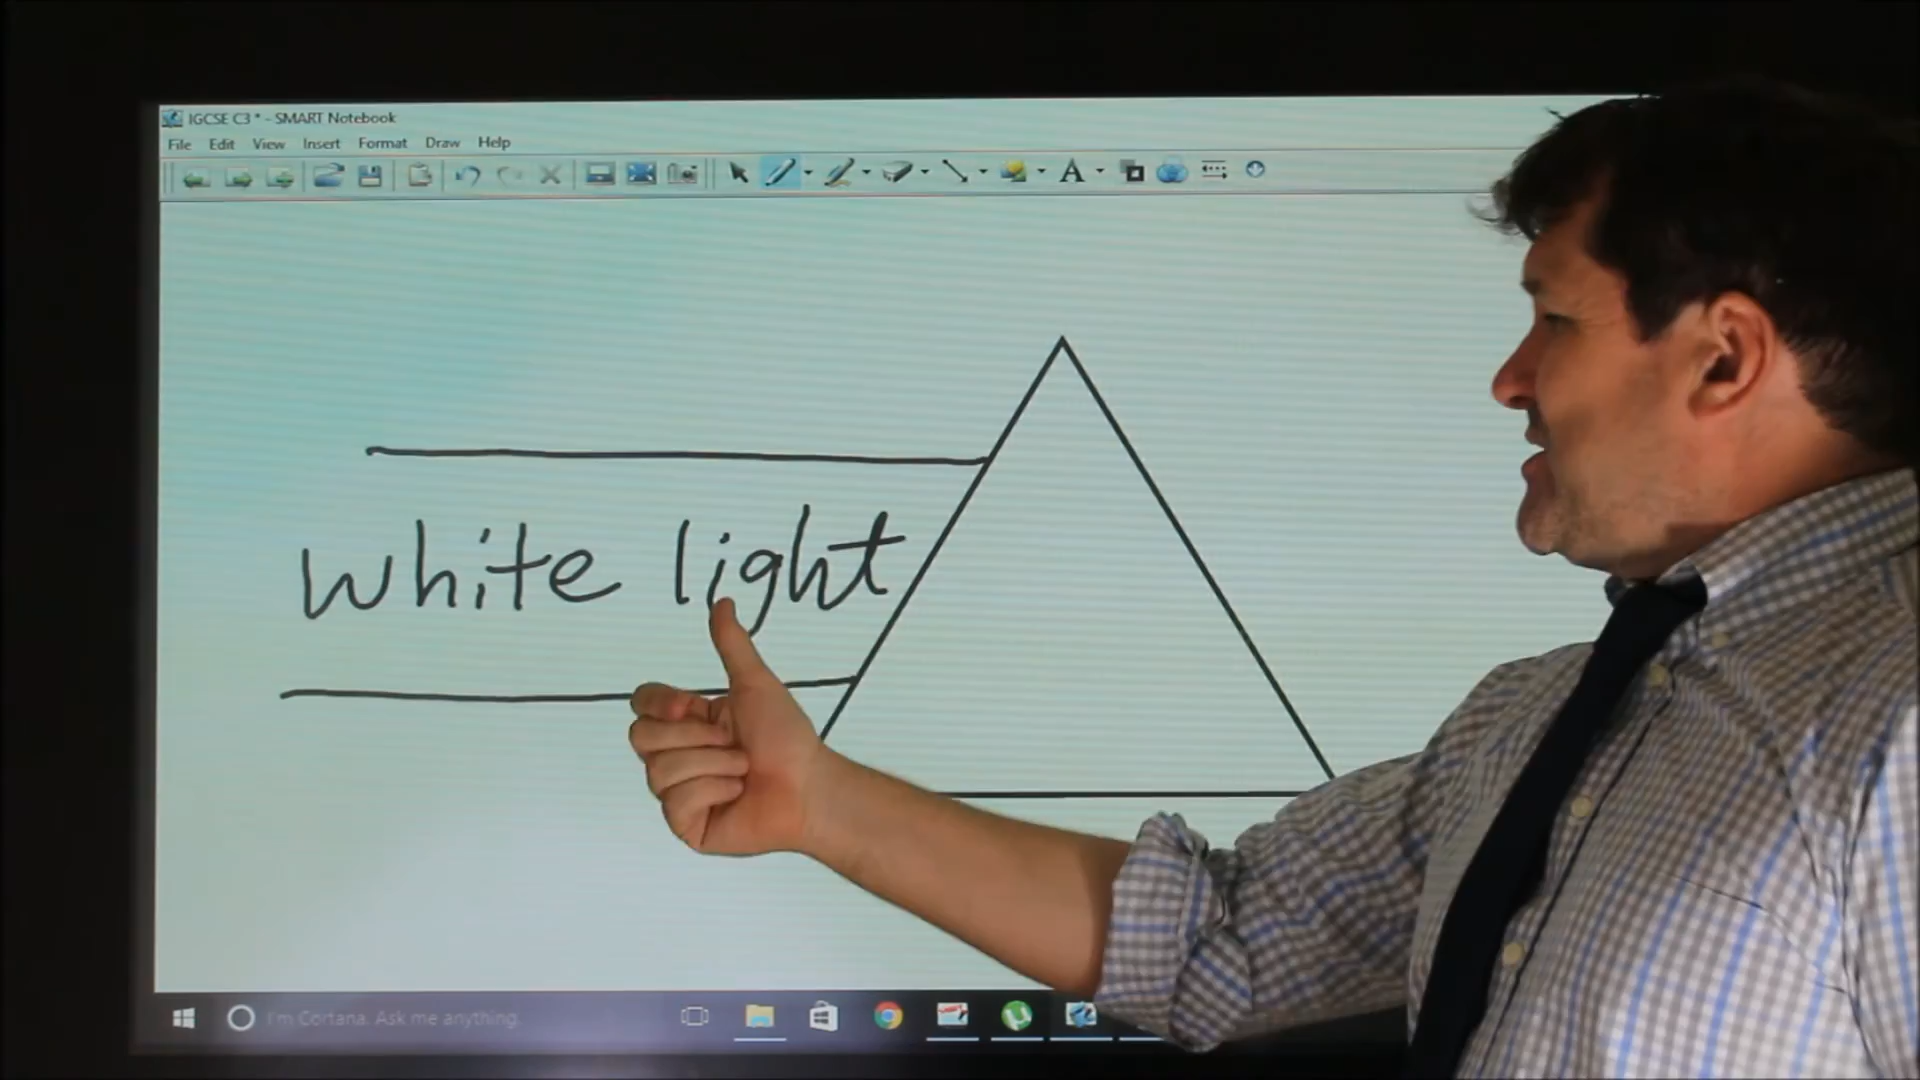 IGCSE C3 * - SMART Notebook
File Edit View Insert Format Draw Help
white light
I'm Cortana. Ask me anything.